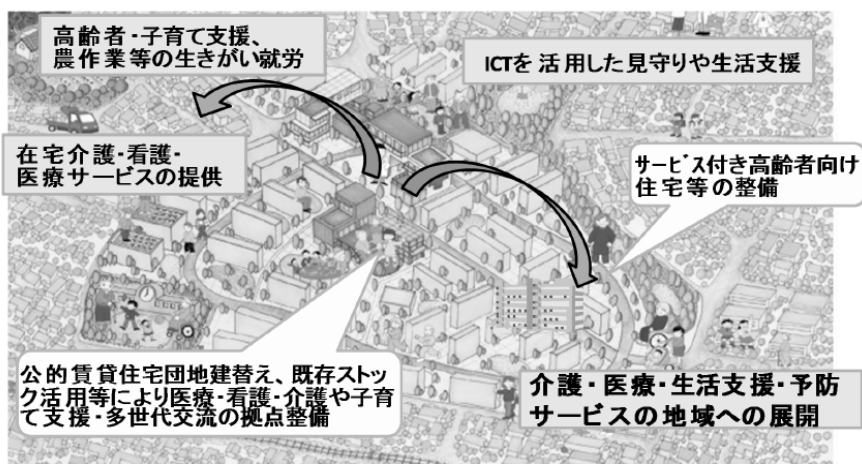 高齢者・子育て支援、
農作業等の生きがい就労
ICTを活用した見守りや生活支援
在宅介護・看護・
医療サービスの提供
サービス付き高齢者向け
住宅等の整備
公的賃貸住宅団地建替え、既存ストッ
ク活用等により医療・看護・介護や子育
て支援・多世代交流の拠点整備
介護・医療・生活支援・予防
サービスの地域への展開